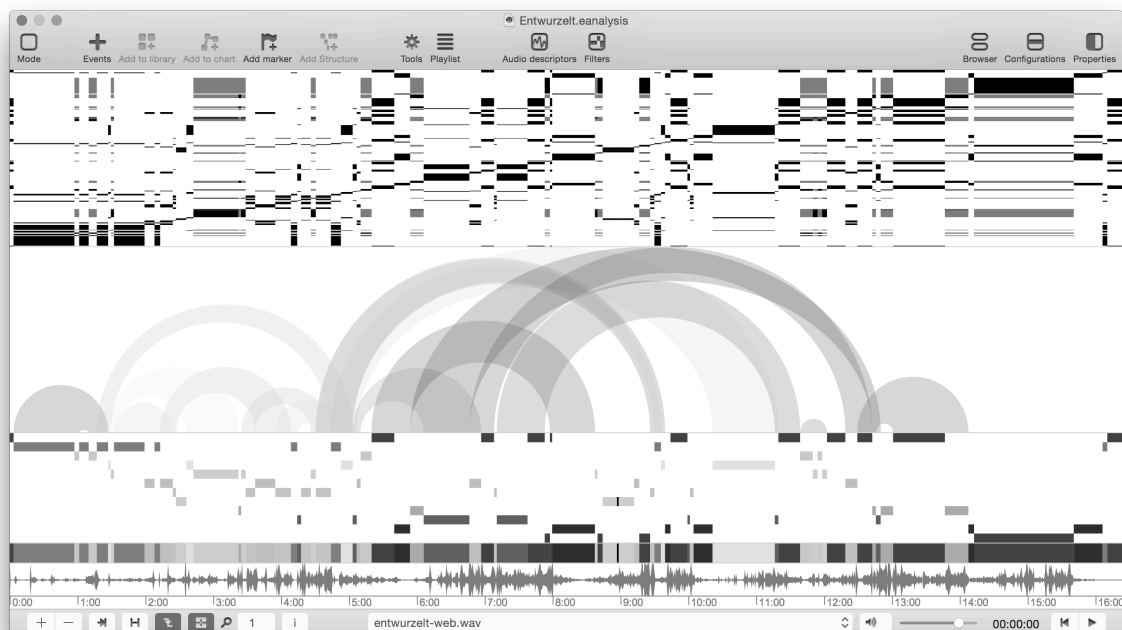 Entwurzelt.eanalysis
Mode Events Add to library Add to chart Add marker Add Structure Tools Playlist Audio descriptors Filters Browser Configurations Properties
0:00 1:00 2:00 3:00 4:00 5:00 6:00 7:00 8:00 9:00 10:00 11:00 12:00 13:00 14:00 15:00 16:00
1 i entwurzelt-web.wav 00:00:00